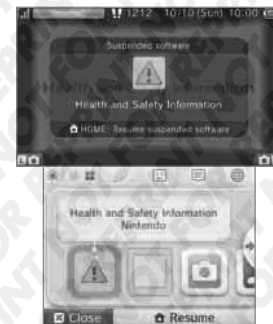 1212 10/10 (Sun) 10:00
Suspended software
Health and Safety Information
HOME: Resume suspended software
Health and Safety Information
Nintendo
Close
Resume